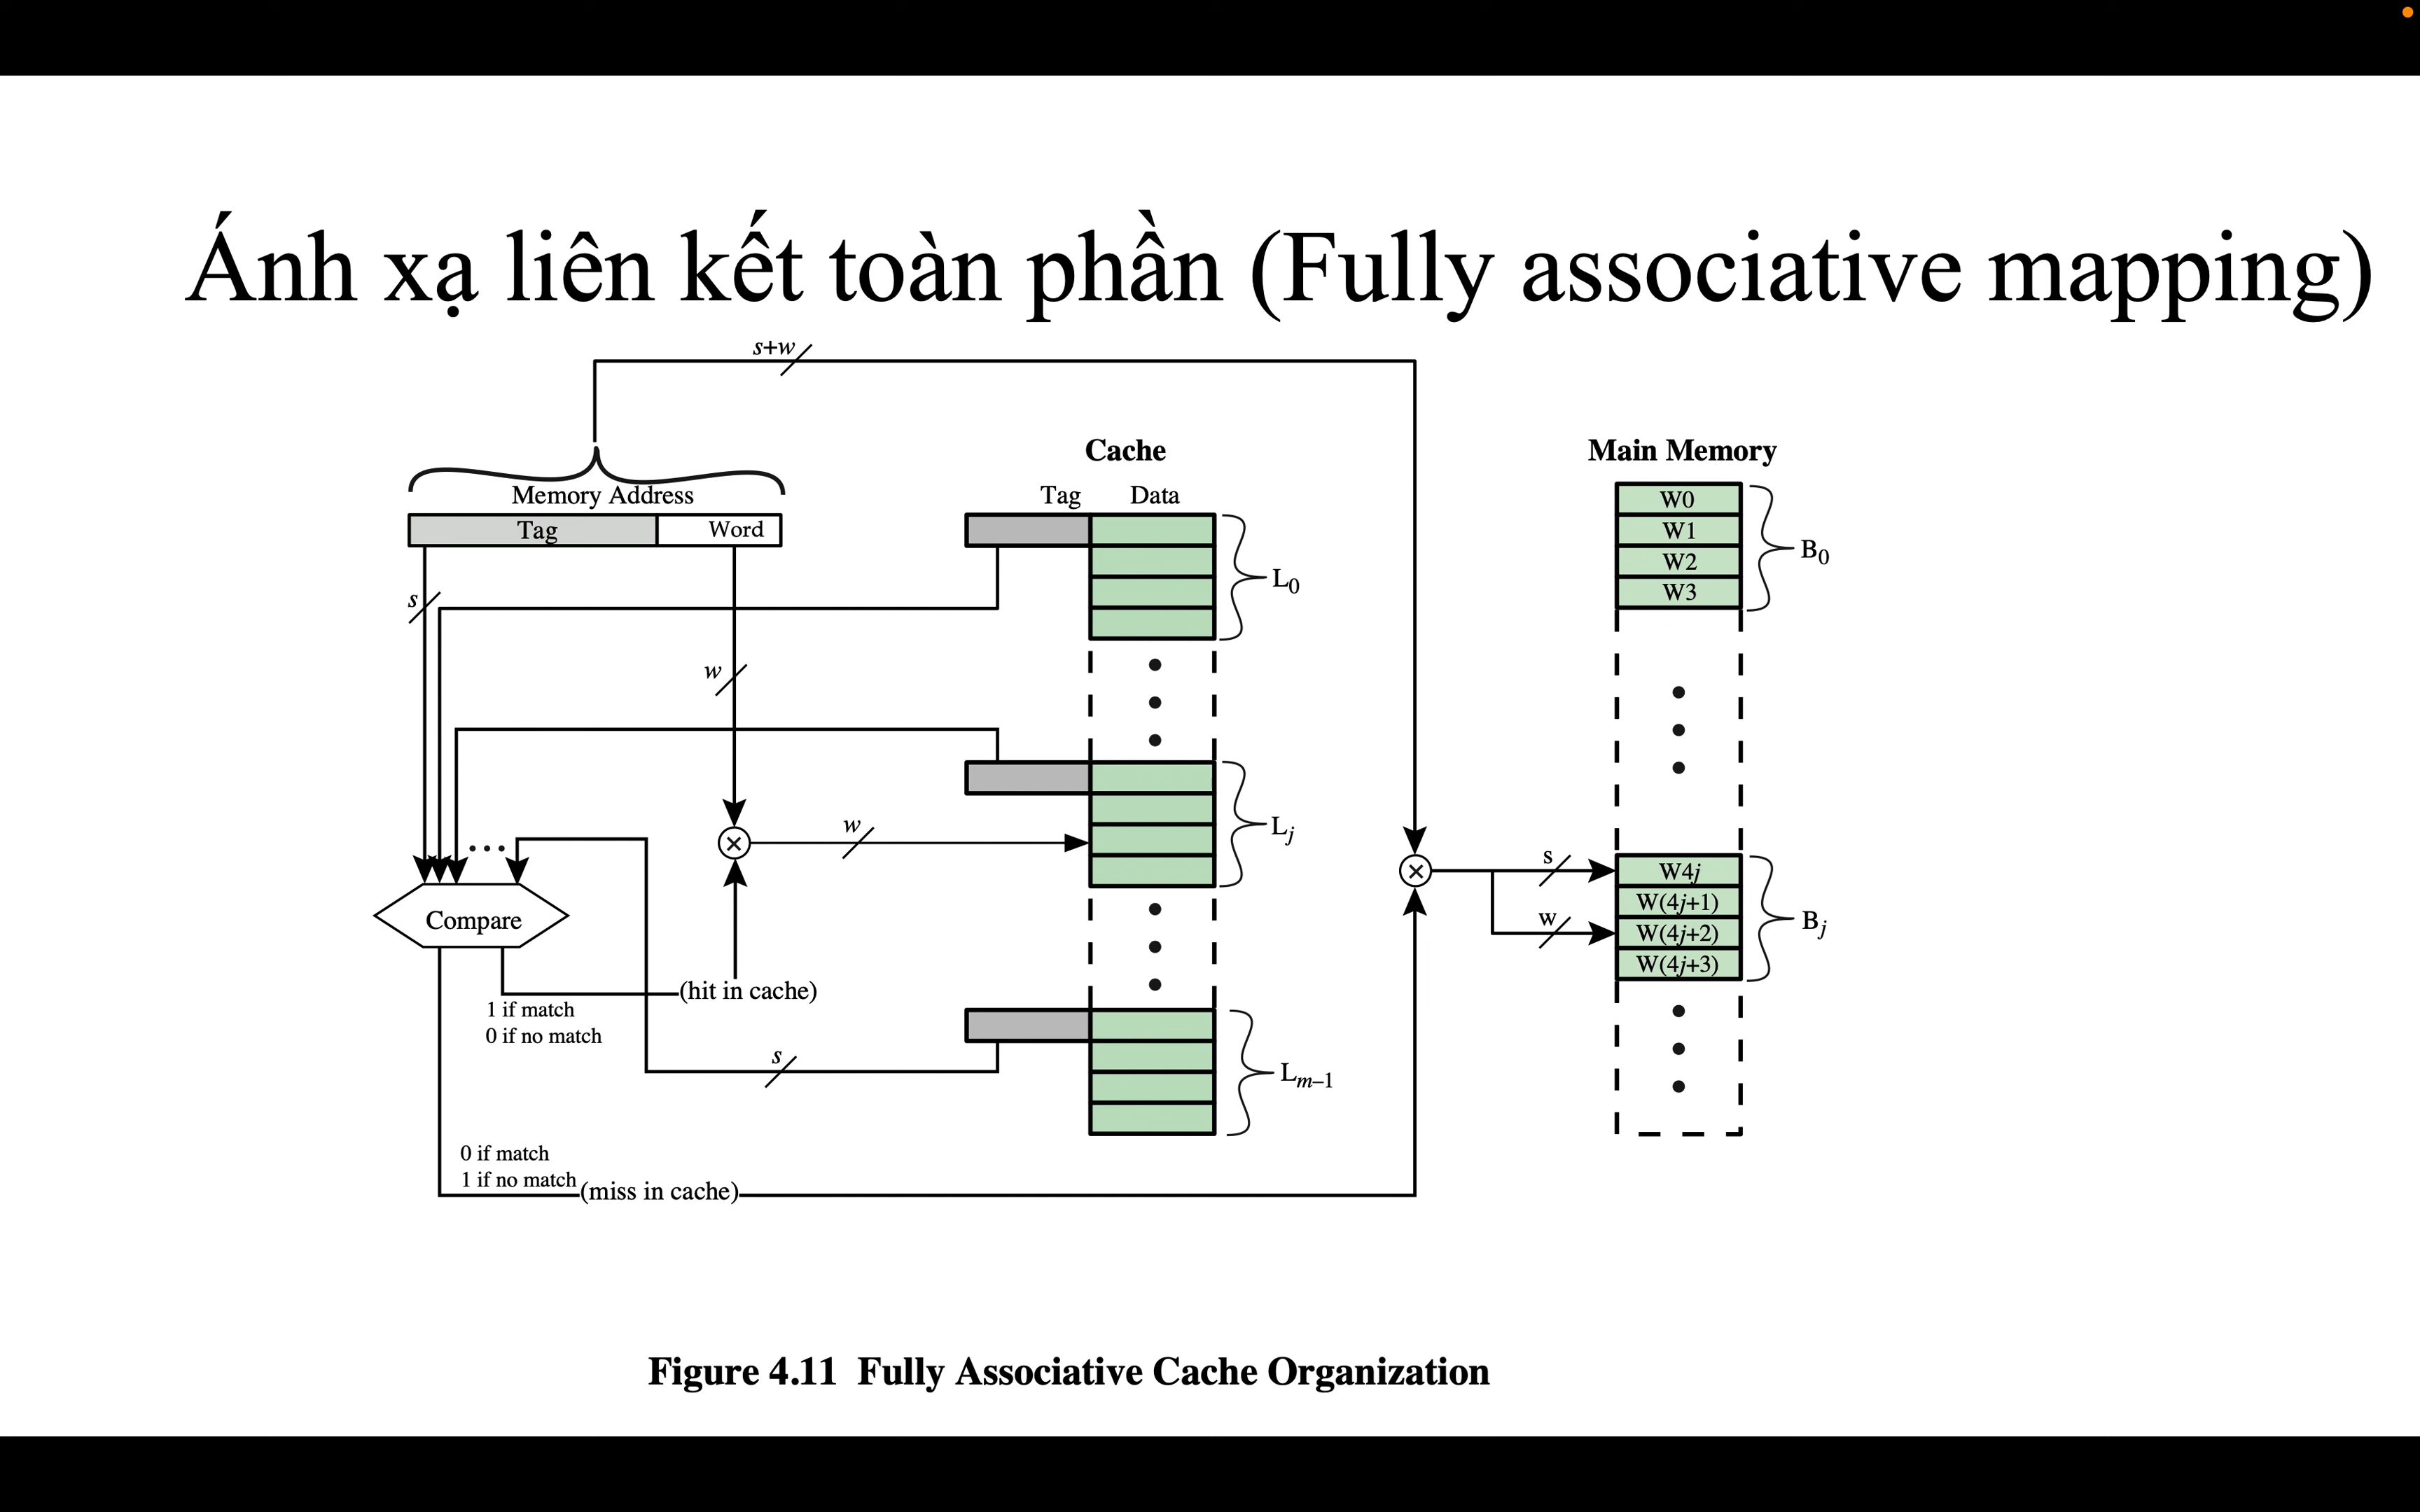 Ánh xạ liên kết toàn phần (Fully associative mapping)
s+w
Cache
Main Memory
Memory Address
Tag
Data
Tag
Word
W0
W1
W2
W3
B0
L0
s
w
w
Lj
s
w
W4j
W(4j+1)
W(4j+2)
W(4j+3)
Bj
Compare
(hit in cache)
1 if match
0 if no match
s
Lm–1
0 if match
1 if no match
(miss in cache)
Figure 4.11 Fully Associative Cache Organization